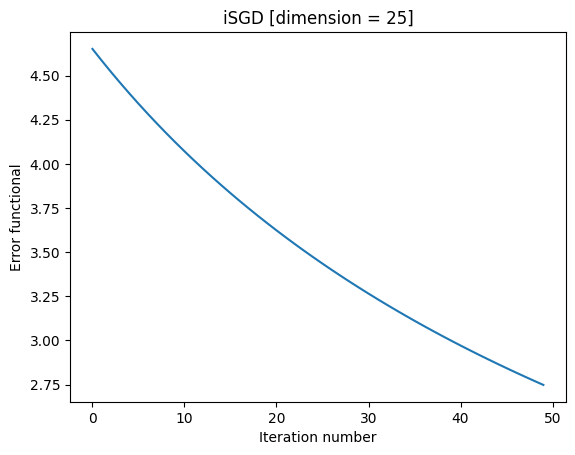 iSGD [dimension = 25]
Error functional
4.50
4.25
4.00
3.75
3.50
3.25
3.00
2.75
0 10 20 30 40 50
Iteration number